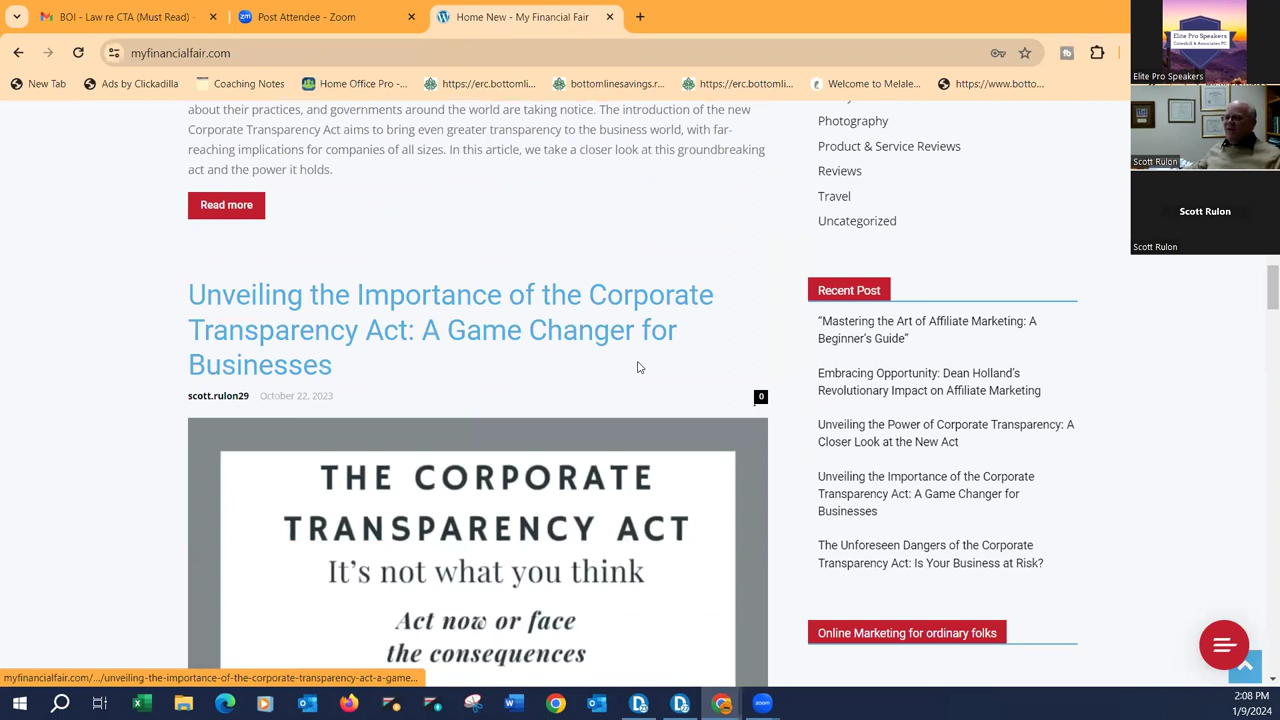 BOI - Law re CTA (Must Read) -
Post Attendee - Zoom
Home New - My Financial Fair
myfinancialfair.com
New Tab
Ads by Clickadilla
Coaching Notes
Home Office Pro -...
https://erc.bottomli...
bottomlinesavings.r...
https://erc.bottomli...
Welcome to Melale...
https://www.botto...
Elite Pro Speakers
Elite Pro Speakers
Scott Rulon
Scott Rulon
Scott Rulon
about their practices, and governments around the world are taking notice. The introduction of the new
Corporate Transparency Act aims to bring ever greater transparency to the business world, with far-
reaching implications for companies of all sizes. In this article, we take a closer look at this groundbreaking
act and the power it holds.
Read more
Unveiling the Importance of the Corporate
Transparency Act: A Game Changer for
Businesses
scott.rulon29 - October 22, 2023
0
THE CORPORATE
TRANSPARENCY ACT
It's not what you think
Act now or face
the consequences
Photography
Product & Service Reviews
Reviews
Travel
Uncategorized
Recent Post
“Mastering the Art of Affiliate Marketing: A
Beginner's Guide”
Embracing Opportunity: Dean Holland's
Revolutionary Impact on Affiliate Marketing
Unveiling the Power of Corporate Transparency: A
Closer Look at the New Act
Unveiling the Importance of the Corporate
Transparency Act: A Game Changer for
Businesses
The Unforeseen Dangers of the Corporate
Transparency Act: Is Your Business at Risk?
Online Marketing for ordinary folks
myfinancialfair.com/.../unveiling-the-importance-of-the-corporate-transparency-act-a-game...
2:08 PM
1/9/2024